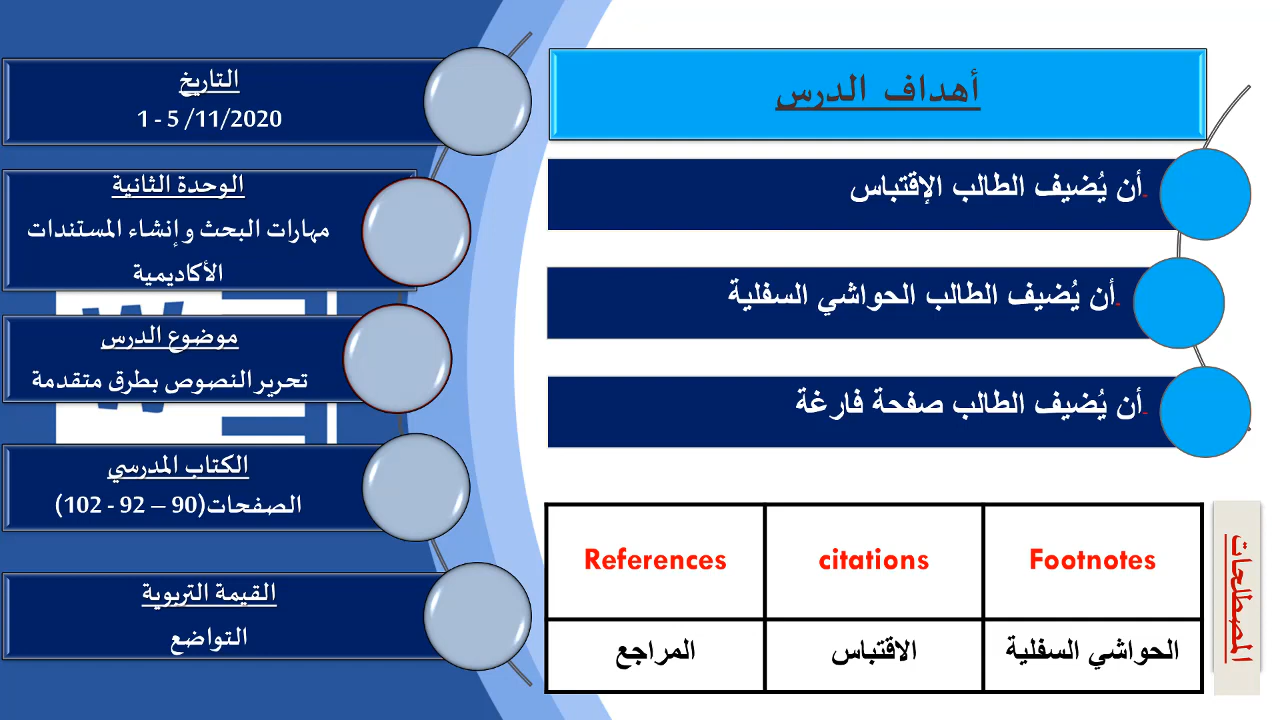 أهداف الدرس
-أن يُضيف الطالب الإقتباس
-أن يُضيف الطالب الحواشي السفلية
-أن يُضيف الطالب صفحة فارغة
المصطلحات
Footnotes
citations
References
الحواشي السفلية
الاقتباس
المراجع
التاريخ
1 - 5 /11/2020
الوحدة الثانية
مهارات البحث وإنشاء المستندات
الأكاديمية
موضوع الدرس
تحرير النصوص بطرق متقدمة
الكتاب المدرسي
الصفحات(90 – 92 - 102)
القيمة التربوية
التواضع